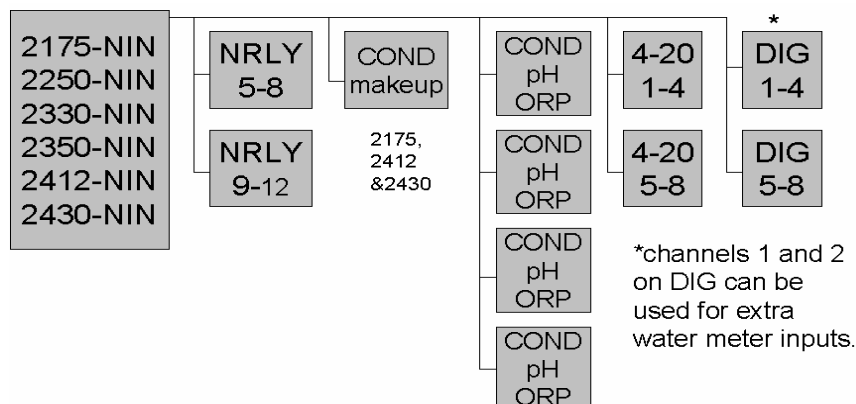 2175-NIN
2250-NIN
2330-NIN
2350-NIN
2412-NIN
2430-NIN
NRLY
5-8
NRLY
9-12
COND
makeup
2175,
2412
&2430
COND
pH
ORP
COND
pH
ORP
COND
pH
ORP
COND
pH
ORP
4-20
1-4
4-20
5-8
*
DIG
1-4
DIG
5-8
*channels 1 and 2
on DIG can be
used for extra
water meter inputs.